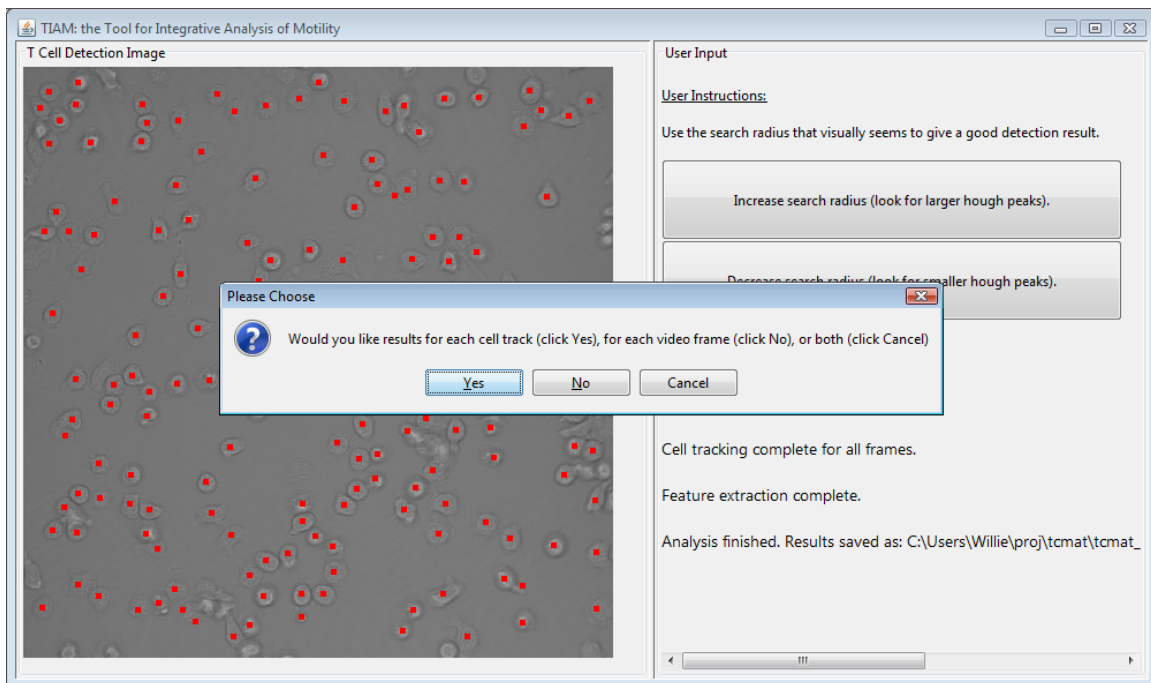 TIAM: the Tool for Integrative Analysis of Motility
T Cell Detection Image
User Input
User Instructions:
Use the search radius that visually seems to give a good detection result.
Increase search radius (look for larger hough peaks).
Decrease search radius (look for smaller hough peaks).
Please Choose
Would you like results for each cell track (click Yes), for each video frame (click No), or both (click Cancel)
Yes
No
Cancel
Cell tracking complete for all frames.
Feature extraction complete.
Analysis finished. Results saved as: C:\Users\Willie\proj\tcmat\tcmat_